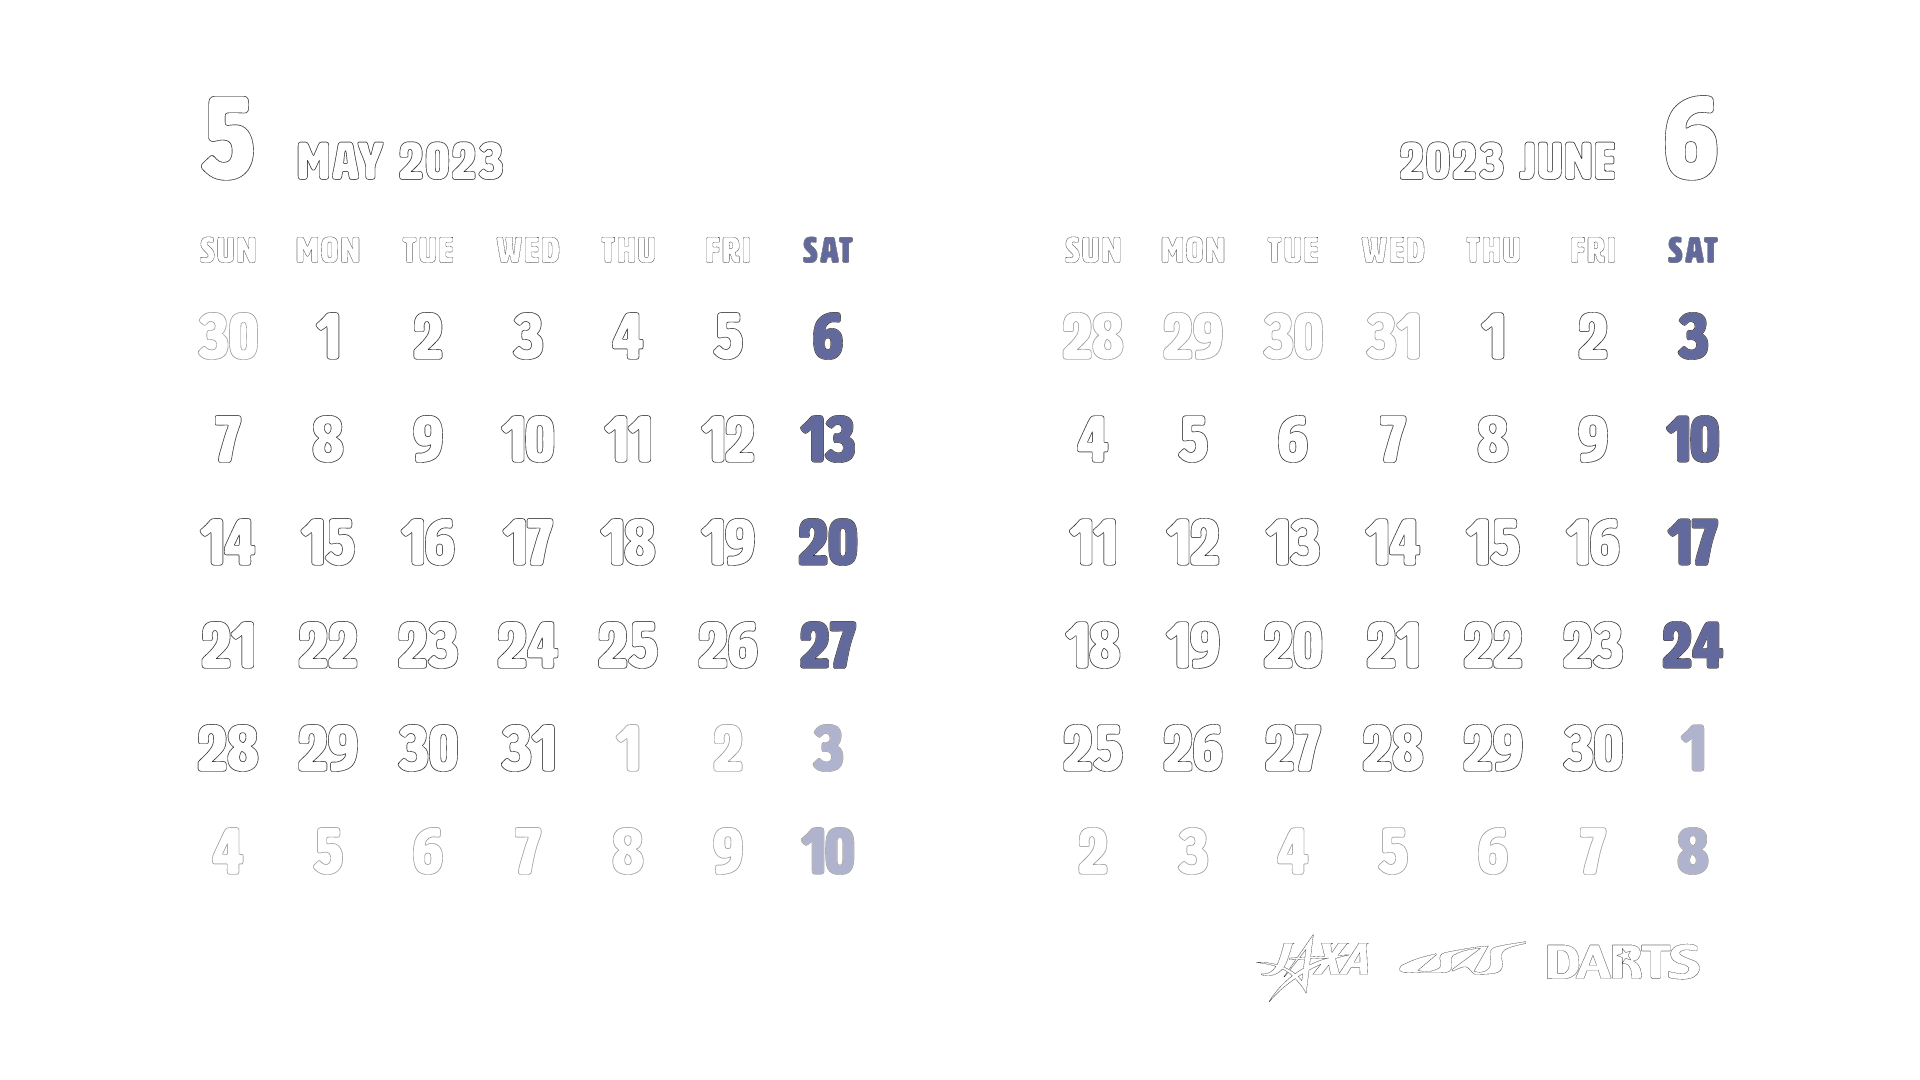 5 MAY 2023
SUN MON TUE WED THU FRI SAT
30 1 2 3 4 5 6
7 8 9 10 11 12 13
14 15 16 17 18 19 20
21 22 23 24 25 26 27
28 29 30 31 1 2 3
4 5 6 7 8 9 10
2023 JUNE 6
SUN MON TUE WED THU FRI SAT
28 29 30 31 1 2 3
4 5 6 7 8 9 10
11 12 13 14 15 16 17
18 19 20 21 22 23 24
25 26 27 28 29 30 1
2 3 4 5 6 7 8
JAXA ISAS DARTS